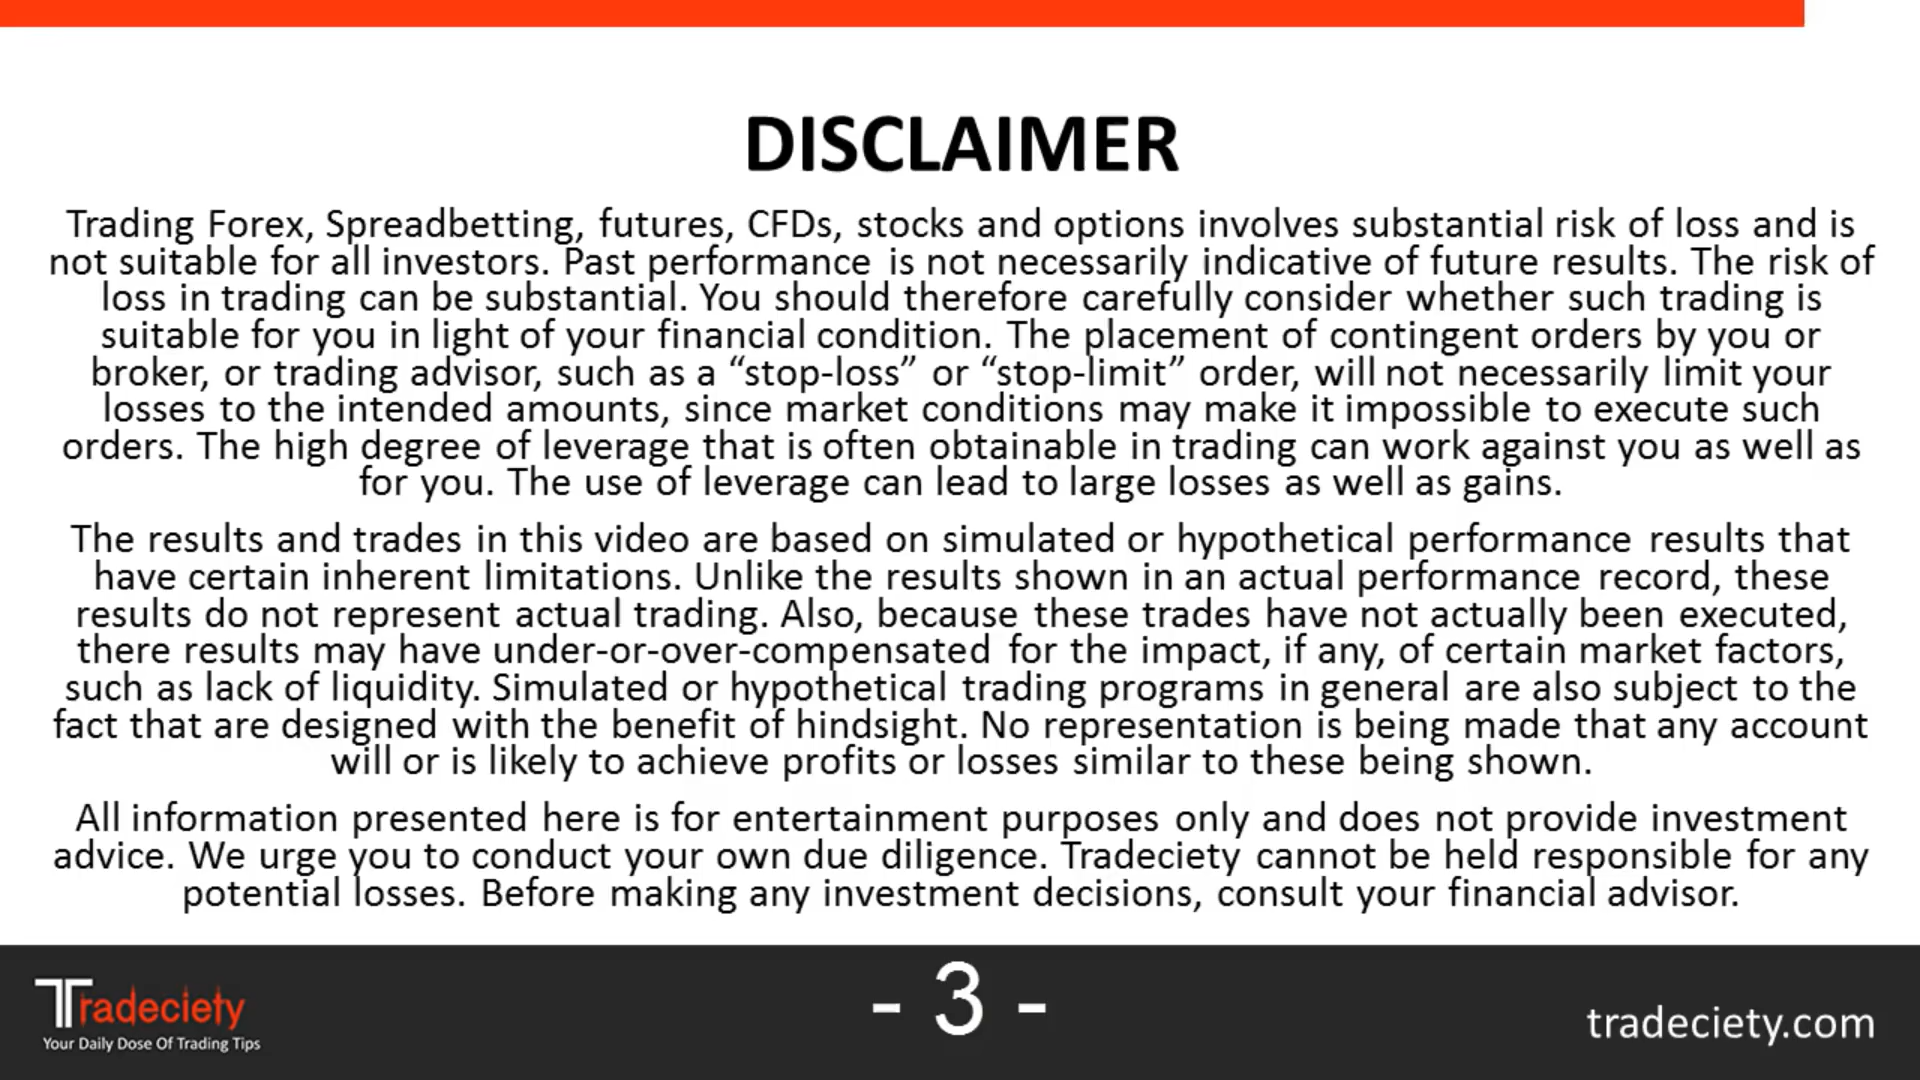 DISCLAIMER
Trading Forex, Spreadbetting, futures, CFDs, stocks and options involves substantial risk of loss and is
not suitable for all investors. Past performance is not necessarily indicative of future results. The risk of
loss in trading can be substantial. You should therefore carefully consider whether such trading is
suitable for you in light of your financial condition. The placement of contingent orders by you or
broker, or trading advisor, such as a “stop-loss” or “stop-limit” order, will not necessarily limit your
losses to the intended amounts, since market conditions may make it impossible to execute such
orders. The high degree of leverage that is often obtainable in trading can work against you as well as
for you. The use of leverage can lead to large losses as well as gains.
The results and trades in this video are based on simulated or hypothetical performance results that
have certain inherent limitations. Unlike the results shown in an actual performance record, these
results do not represent actual trading. Also, because these trades have not actually been executed,
there results may have under-or-over-compensated for the impact, if any, of certain market factors,
such as lack of liquidity. Simulated or hypothetical trading programs in general are also subject to the
fact that are designed with the benefit of hindsight. No representation is being made that any account
will or is likely to achieve profits or losses similar to these being shown.
All information presented here is for entertainment purposes only and does not provide investment
advice. We urge you to conduct your own due diligence. Tradeciety cannot be held responsible for any
potential losses. Before making any investment decisions, consult your financial advisor.
Tradeciety
Your Daily Dose Of Trading Tips
- 3 -
tradeciety.com